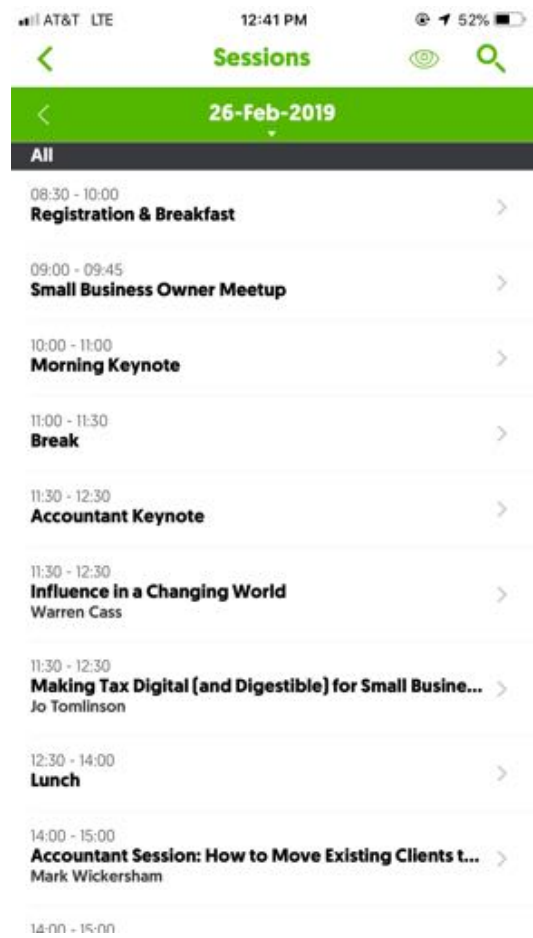 AT&T LTE 12:41 PM 52%
Sessions
26-Feb-2019
All
08:30 - 10:00
Registration & Breakfast
09:00 - 09:45
Small Business Owner Meetup
10:00 - 11:00
Morning Keynote
11:00 - 11:30
Break
11:30 - 12:30
Accountant Keynote
11:30 - 12:30
Influence in a Changing World
Warren Cass
11:30 - 12:30
Making Tax Digital (and Digestible) for Small Busine...
Jo Tomlinson
12:30 - 14:00
Lunch
14:00 - 15:00
Accountant Session: How to Move Existing Clients t...
Mark Wickersham
14:00 - 15:00